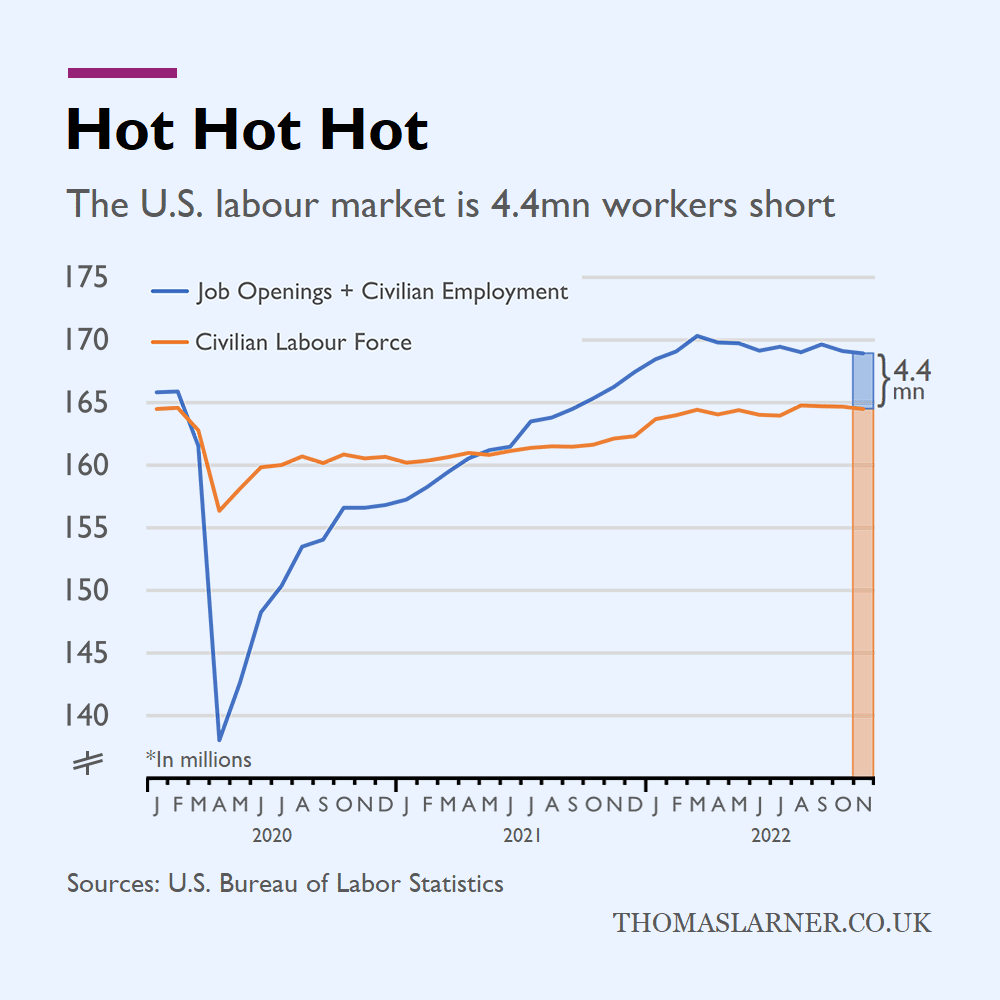 Hot Hot Hot
The U.S. labour market is 4.4mn workers short
175
Job Openings + Civilian Employment
170
Civilian Labour Force
4.4
mn
165
160
155
150
145
140
*In millions
J F M A M J J A S O N D J F M A M J J A S O N D J F M A M J J A S O N
2020 2021 2022
Sources: U.S. Bureau of Labor Statistics
THOMASLARNER.CO.UK